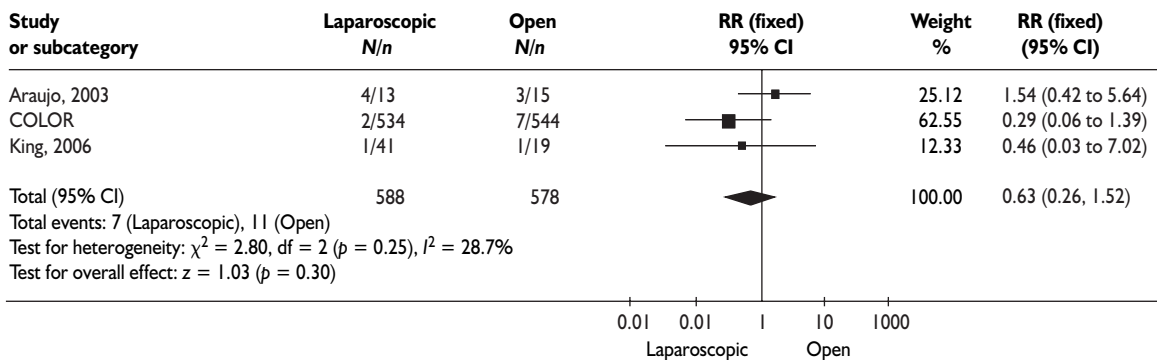 Study Laparoscopic Open RR (fixed) Weight RR (fixed)
or subcategory N/n N/n 95% CI % (95% CI)
Araujo, 2003 4/13 3/15 25.12 1.54 (0.42 to 5.64)
COLOR 2/534 7/544 62.55 0.29 (0.06 to 1.39)
King, 2006 1/41 1/19 12.33 0.46 (0.03 to 7.02)
Total (95% CI) 588 578 100.00 0.63 (0.26, 1.52)
Total events: 7 (Laparoscopic), 11 (Open)
Test for heterogeneity: χ² = 2.80, df = 2 (p = 0.25), I² = 28.7%
Test for overall effect: z = 1.03 (p = 0.30)
0.01 0.01 1 10 1000
Laparoscopic Open